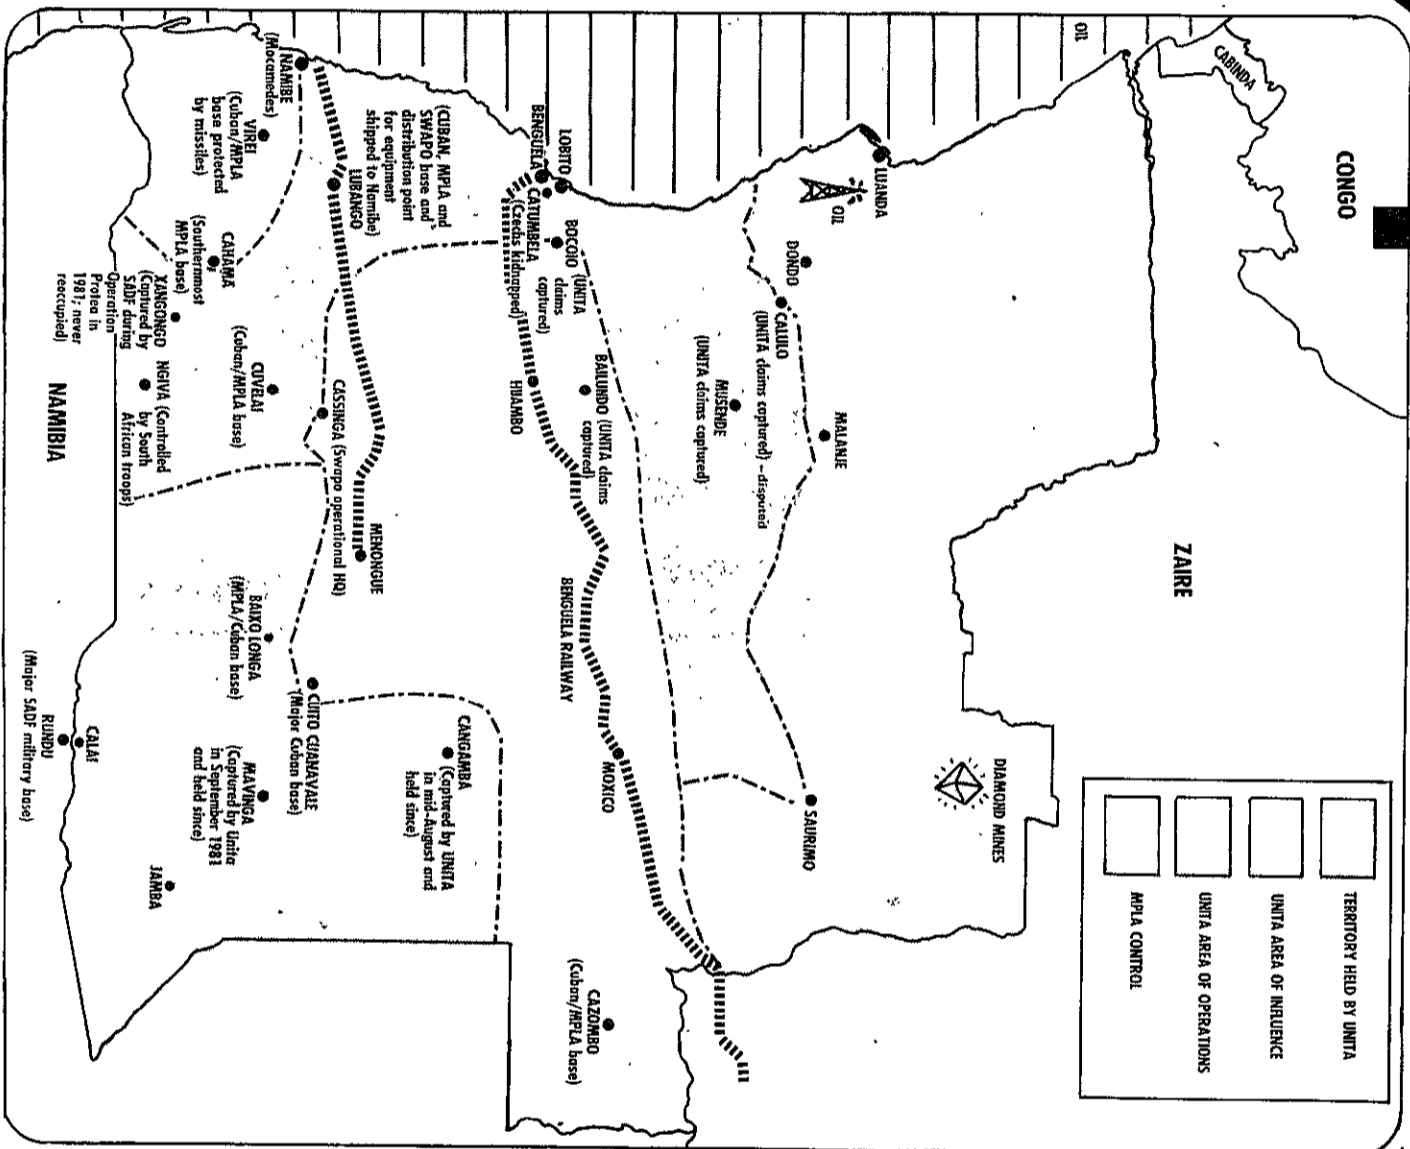 CONGO
CABINDA
OIL
ZAIRE
LUANDA
OIL
DONDO
CALULO
(UNITA claims captured) – disputed
MALANJE
MUSENDE
(UNITA claims captured)
SAURIMO
DIAMOND MINES
TERRITORY HELD BY UNITA
UNITA AREA OF INFLUENCE
UNITA AREA OF OPERATIONS
MPLA CONTROL
LOBITO
BENGUELA
CATUMBELA
(Czechs kidnapped)
BOCOIO (UNITA
claims
captured)
BAILUNDO (UNITA claims
captured)
HUAMBO
BENGUELA RAILWAY
MOXICO
CAZOMBO
(Cuban/MPLA base)
(CUBAN, MPLA and
SWAPO base and
distribution point
for equipment
shipped to Namibe)
LUBANGO
NAMIBE
(Mocamedes)
VIREI
(Cuban/MPLA
base protected
by missiles)
CAHAMA
(Southernmost
MPLA base)
XANGONGO
(Captured by
SADF during
Operation
Protea in
1981; never
reoccupied)
NGIVA (Controlled
by South
African troops)
CUVELAI
(Cuban/MPLA base)
CASSINGA (Swapo operational HQ)
MENONGUE
BAIXO LONGA
(MPLA/Cuban base)
CUITO CUANAVALE
(Major Cuban base)
CANGAMBA
(Captured by UNITA
in mid-August and
held since)
MAVINGA
(Captured by Unita
in September 1981
and held since)
JAMBA
CALAI
RUNDU
(Major SADF military base)
NAMIBIA